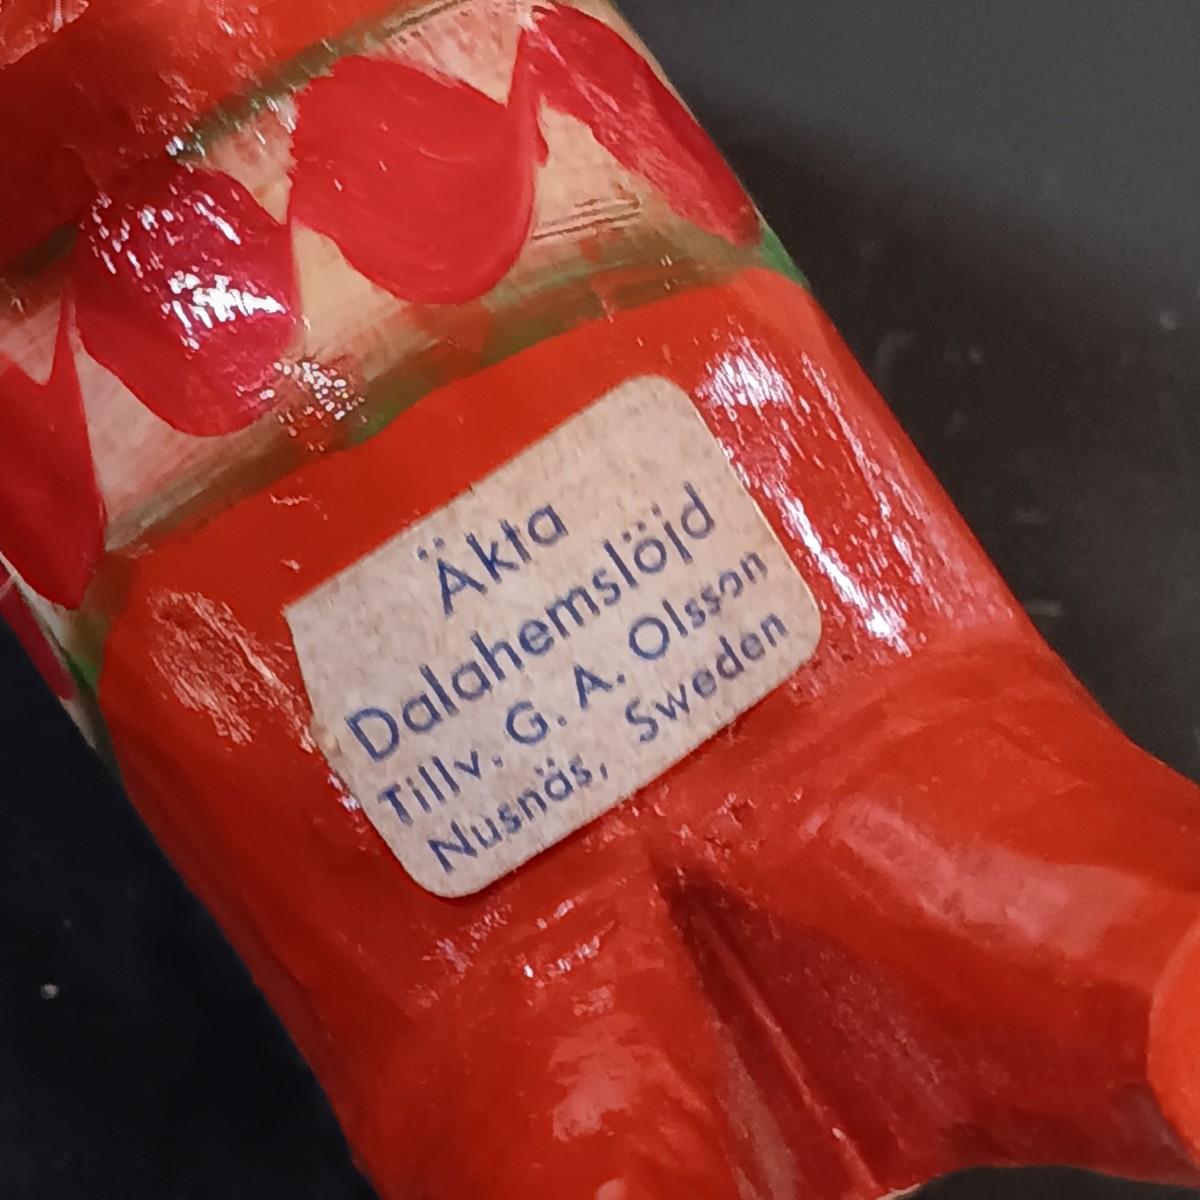 Äkta
Dalahemslöjd
Tillv. G. A. Olsson
Nusnäs, Sweden